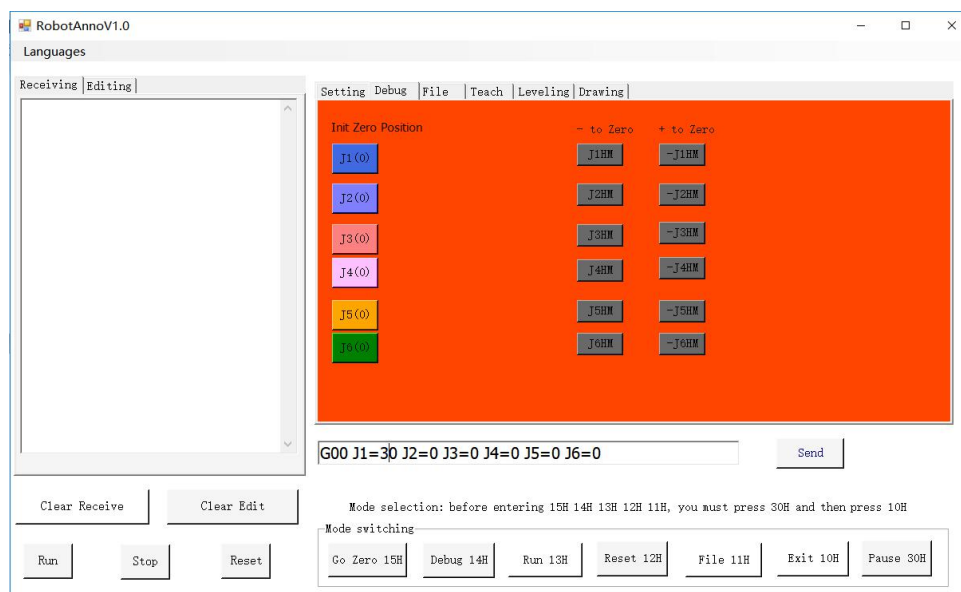 RobotAnnoV1.0
Languages
Receiving Editing
Setting Debug File Teach Leveling Drawing
Init Zero Position - to Zero + to Zero
J1(0) J1HM -J1HM
J2(0) J2HM -J2HM
J3(0) J3HM -J3HM
J4(0) J4HM -J4HM
J5(0) J5HM -J5HM
J6(0) J6HM -J6HM
G00 J1=30 J2=0 J3=0 J4=0 J5=0 J6=0 Send
Clear Receive Clear Edit
Mode selection: before entering 15H 14H 13H 12H 11H, you must press 30H and then press 10H
Mode switching
Run Stop Reset
Go Zero 15H Debug 14H Run 13H Reset 12H File 11H Exit 10H Pause 30H